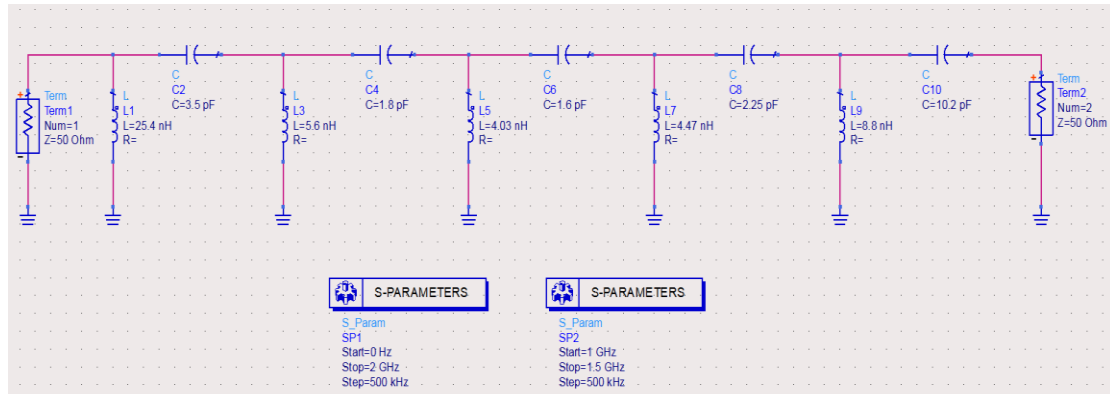 C
C2
C=3.5 pF
C
C4
C=1.8 pF
C
C6
C=1.6 pF
C
C8
C=2.25 pF
C
C10
C=10.2 pF
+
Term
Term1
Num=1
Z=50 Ohm
-
L
L1
L=25.4 nH
R=
L
L3
L=5.6 nH
R=
L
L5
L=4.03 nH
R=
L
L7
L=4.47 nH
R=
L
L9
L=8.8 nH
R=
+
Term
Term2
Num=2
Z=50 Ohm
-
S-PARAMETERS
S_Param
SP1
Start=0 Hz
Stop=2 GHz
Step=500 kHz
S-PARAMETERS
S_Param
SP2
Start=1 GHz
Stop=1.5 GHz
Step=500 kHz